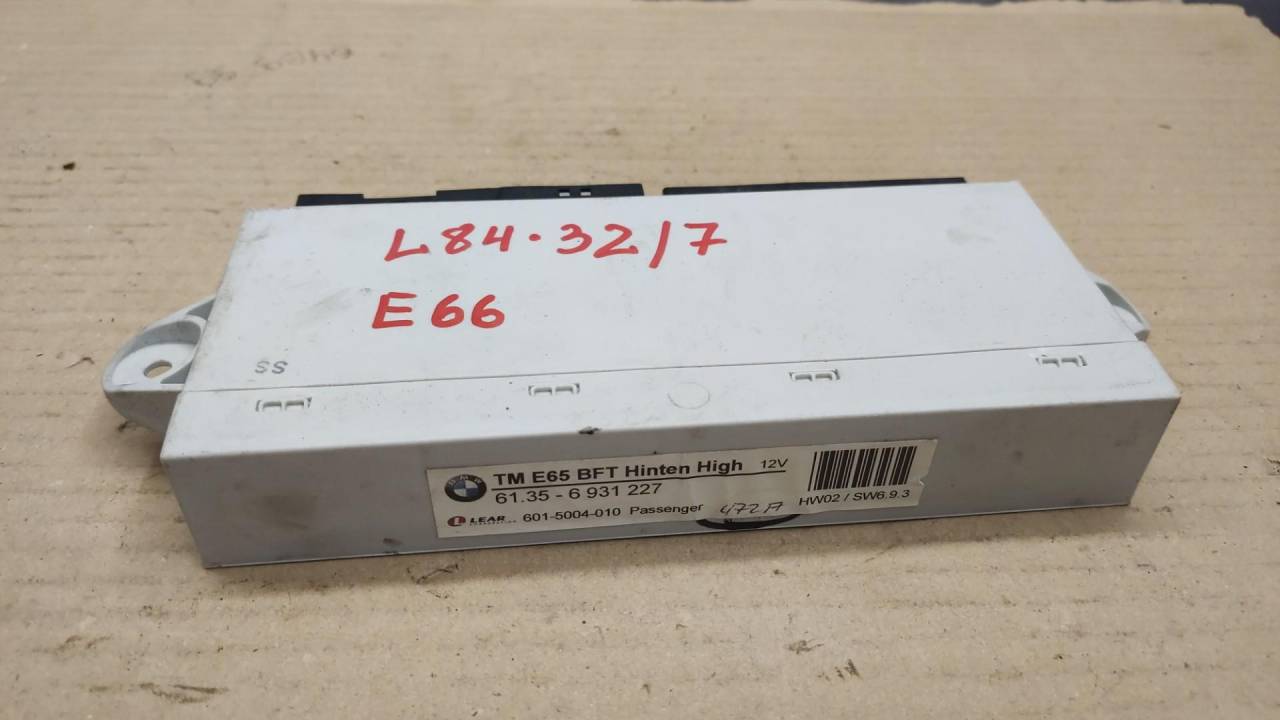 L84·32/7
E66
SS
TM E65 BFT Hinten High 12V
61.35 - 6 931 227
HW02 / SW6.9.3
LEAR 601-5004-010 Passenger